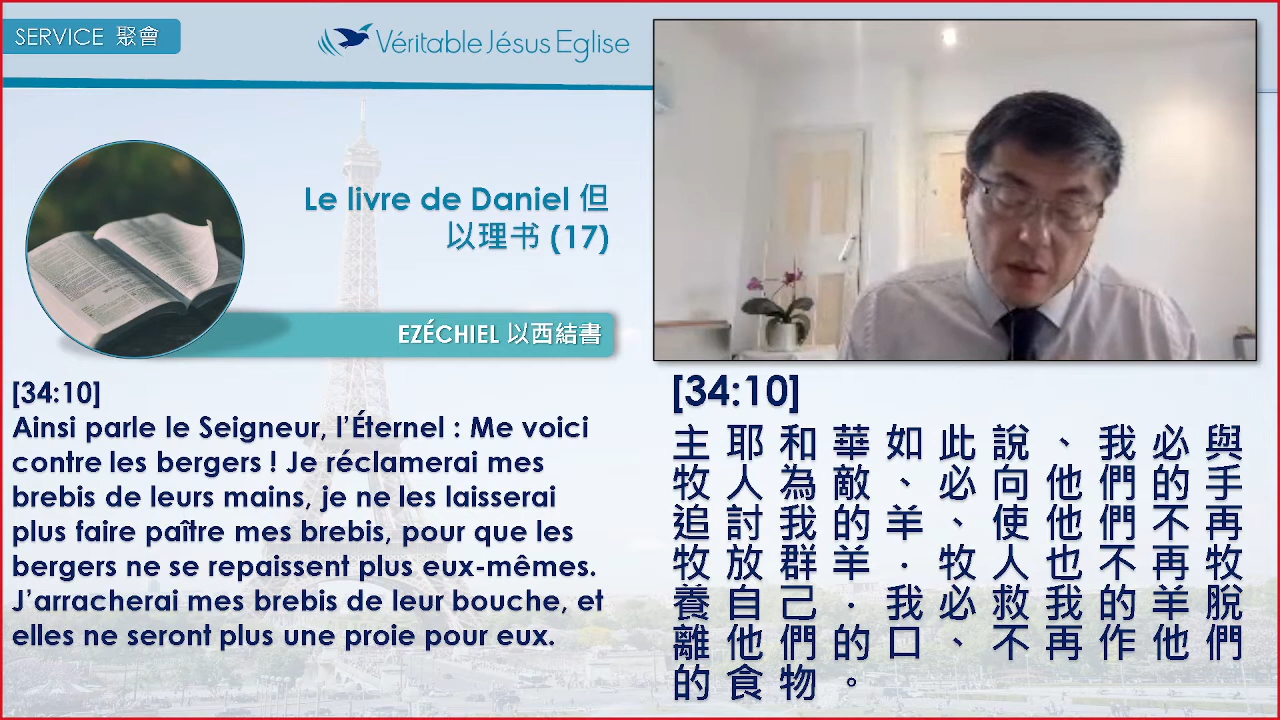 SERVICE 聚會
Véritable Jésus Eglise
Le livre de Daniel 但
以理书 (17)
EZÉCHIEL 以西結書
[34:10]
Ainsi parle le Seigneur, l’Éternel : Me voici
contre les bergers ! Je réclamerai mes
brebis de leurs mains, je ne les laisserai
plus faire paître mes brebis, pour que les
bergers ne se repaissent plus eux-mêmes.
J’arracherai mes brebis de leur bouche, et
elles ne seront plus une proie pour eux.
[34:10]
主耶和華如此說、我必與
牧人為敵、必向他們的手
追討我的羊、使他們不再
牧放群羊．牧人也不再牧
養自己．我必救我的羊脫
離他們的口、不再作他們
的食物。